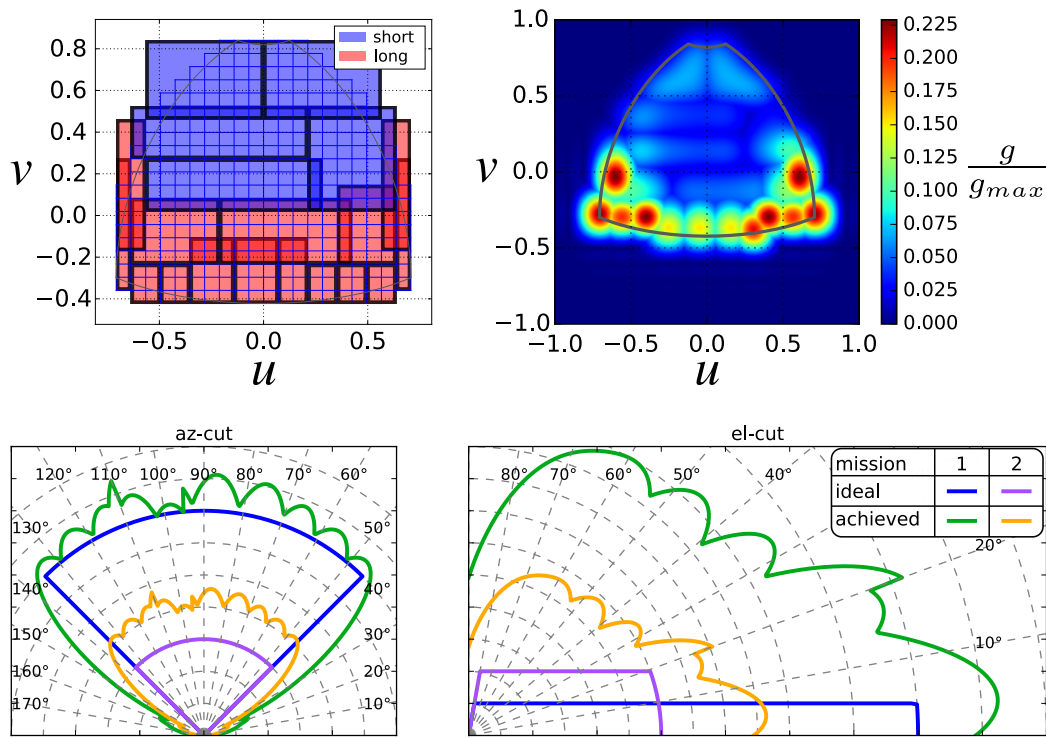 short
long
0.8
0.6
0.4
0.2
0.0
−0.2
−0.4
v
−0.5
0.0
0.5
u
1.0
0.5
0.0
−0.5
−1.0
v
−1.0
−0.5
0.0
0.5
1.0
u
0.225
0.200
0.175
0.150
0.125
0.100
0.075
0.050
0.025
0.000
g
gmax
az-cut
120° 110° 100° 90° 80° 70° 60°
130° 50°
140° 40°
150° 30°
160° 20°
170° 10°
el-cut
80° 70° 60° 50° 40°
20°
10°
mission 1 2
ideal
achieved